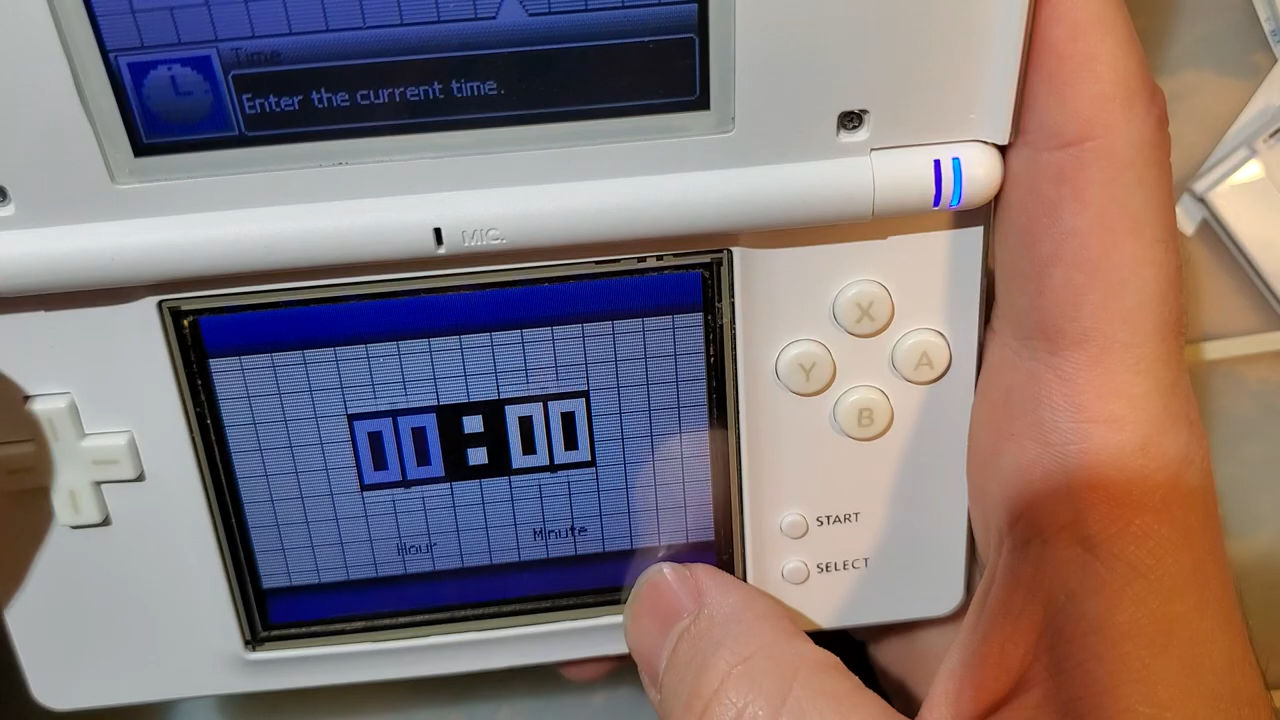 Time
Enter the current time.
MIC.
X
Y
A
B
00:00
Hour
Minute
START
SELECT